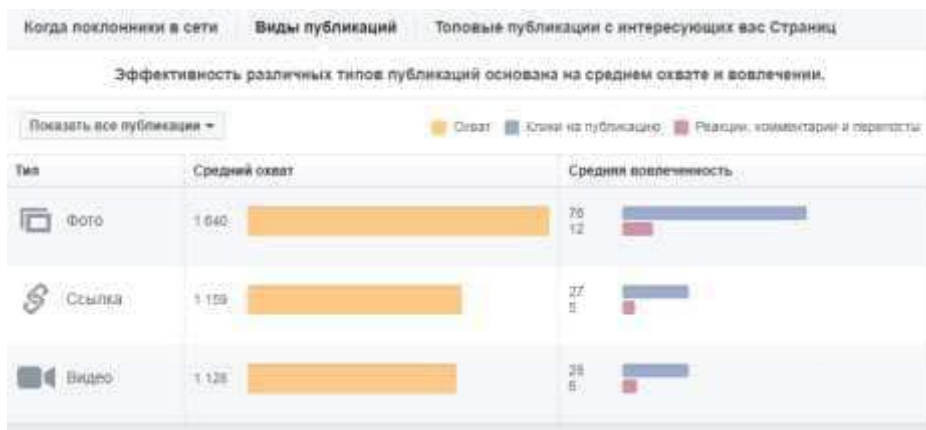 Когда поклонники в сети Виды публикаций Топовые публикации с интересующих вас Страниц
Эффективность различных типов публикаций основана на среднем охвате и вовлечении.
Показать все публикации
Охват Клики на публикацию Реакции, комментарии и перепосты
Тип Средний охват Средняя вовлеченность
Фото 1 640 76
12
Ссылка 1 159 27
5
Видео 1 128
6